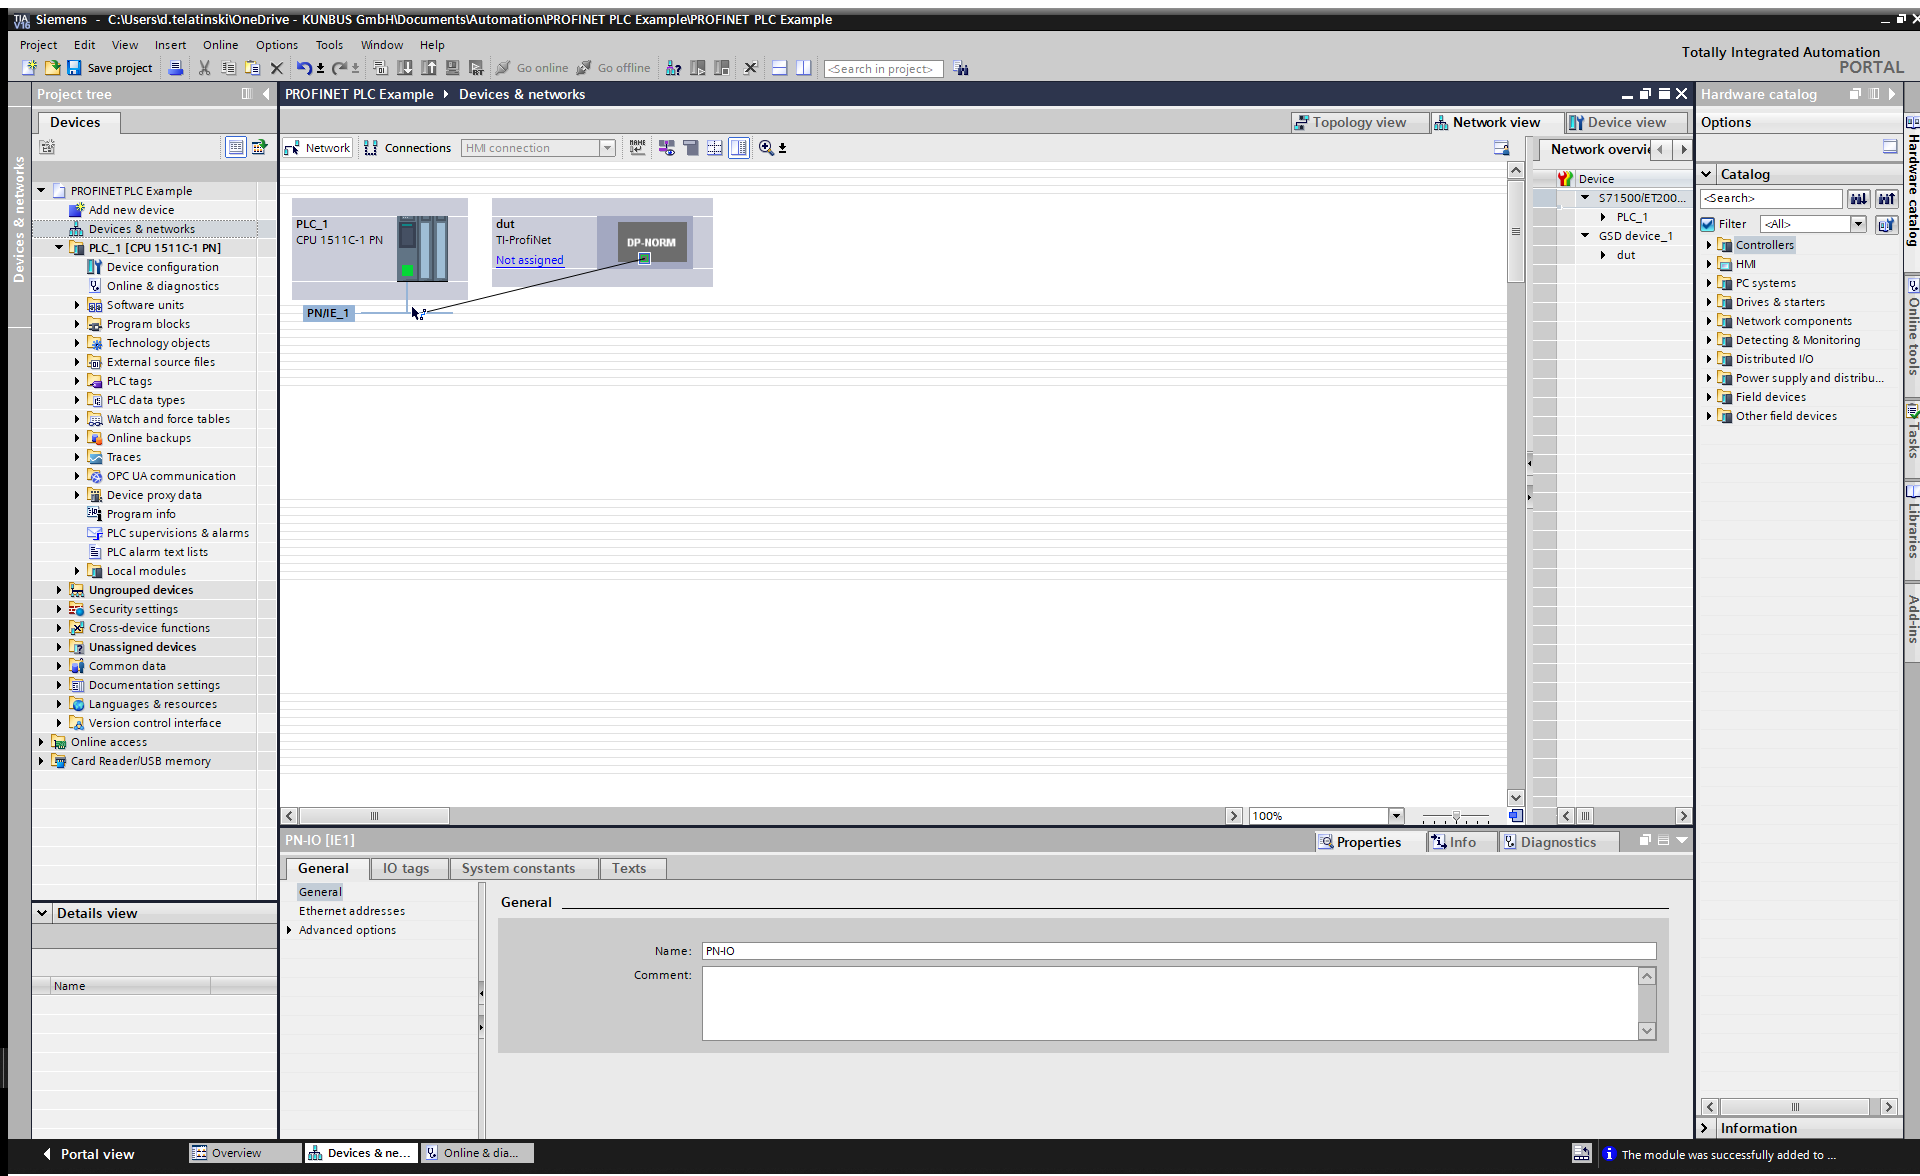 Siemens - C:\Users\d.telatinski\OneDrive - KUNBUS GmbH\Documents\Automation\PROFINET PLC Example\PROFINET PLC Example
Project Edit View Insert Online Options Tools Window Help
Totally Integrated Automation
PORTAL
Save project
Go online
Go offline
<Search in project>
Project tree
PROFINET PLC Example
Devices & networks
Hardware catalog
Devices
Topology view
Network view
Device view
Options
Network
Connections
HMI connection
Network overvie
Devices & networks
PROFINET PLC Example
Add new device
Devices & networks
PLC_1 [CPU 1511C-1 PN]
Device configuration
Online & diagnostics
Software units
Program blocks
Technology objects
External source files
PLC tags
PLC data types
Watch and force tables
Online backups
Traces
OPC UA communication
Device proxy data
Program info
PLC supervisions & alarms
PLC alarm text lists
Local modules
Ungrouped devices
Security settings
Cross-device functions
Unassigned devices
Common data
Documentation settings
Languages & resources
Version control interface
Online access
Card Reader/USB memory
Details view
Name
PLC_1
CPU 1511C-1 PN
dut
TI-ProfiNet
Not assigned
DP-NORM
PN/IE_1
100%
Device
S71500/ET200...
PLC_1
GSD device_1
dut
Catalog
<Search>
Filter
<All>
Controllers
HMI
PC systems
Drives & starters
Network components
Detecting & Monitoring
Distributed I/O
Power supply and distribu...
Field devices
Other field devices
Information
Hardware catalog
Online tools
Tasks
Libraries
Add-ins
PN-IO [IE1]
Properties
Info
Diagnostics
General
IO tags
System constants
Texts
General
Ethernet addresses
Advanced options
General
Name: PN-IO
Comment:
Portal view
Overview
Devices & ne...
Online & dia...
The module was successfully added to ...